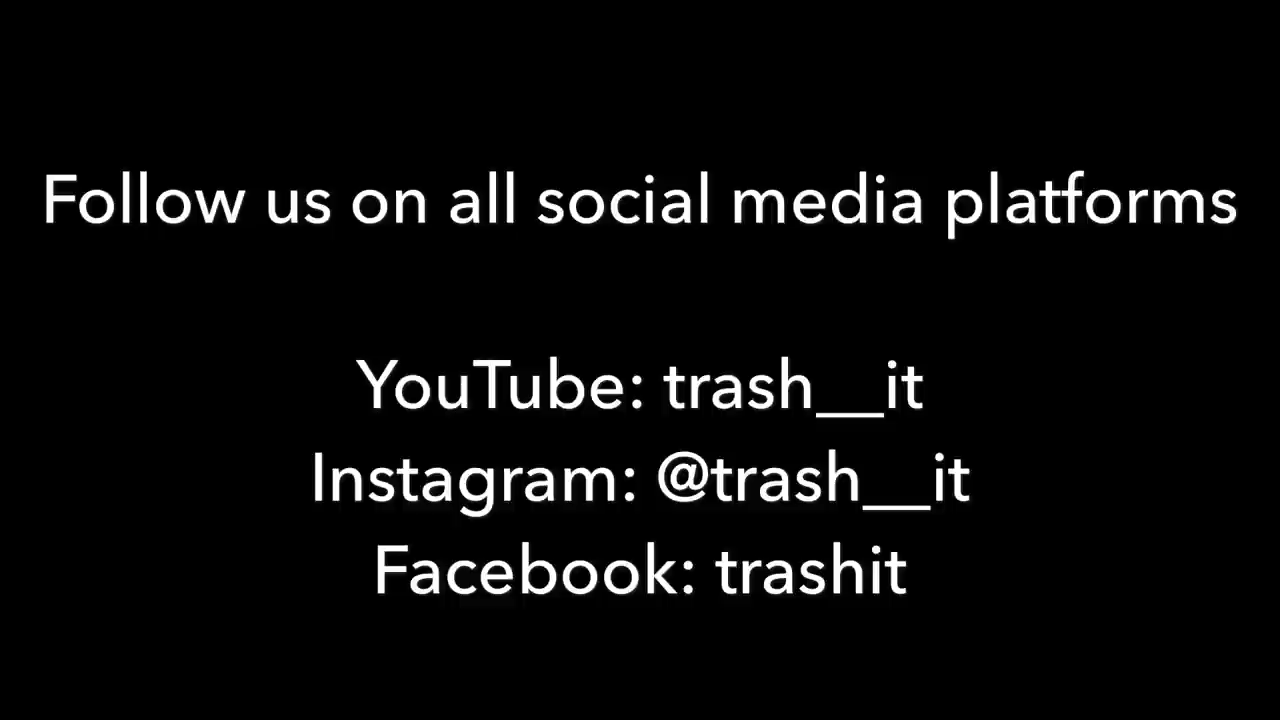 Follow us on all social media platforms
YouTube: trash__it
Instagram: @trash__it
Facebook: trashit